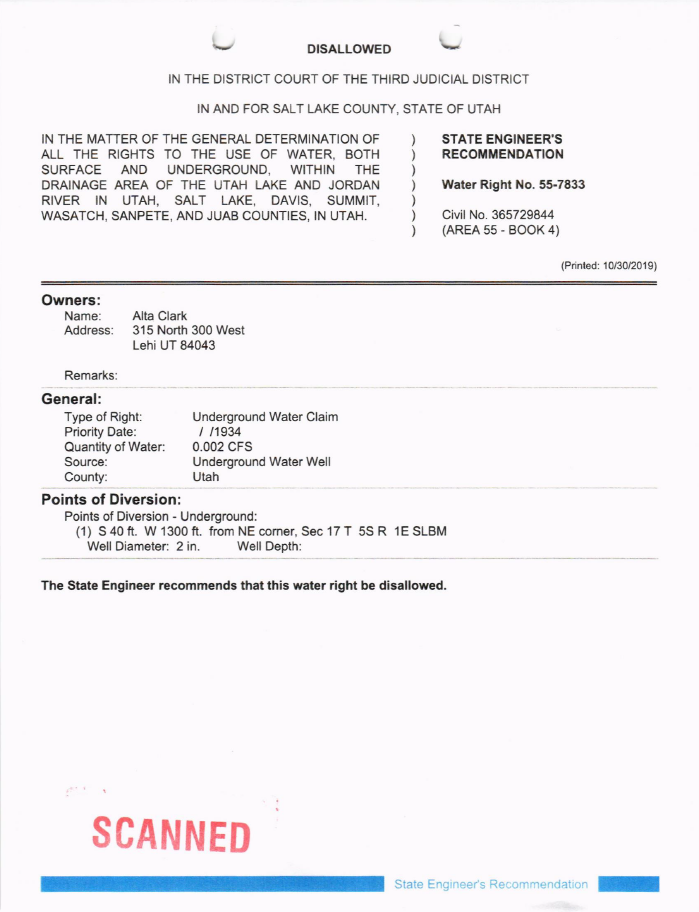 DISALLOWED
IN THE DISTRICT COURT OF THE THIRD JUDICIAL DISTRICT
IN AND FOR SALT LAKE COUNTY, STATE OF UTAH
IN THE MATTER OF THE GENERAL DETERMINATION OF
ALL THE RIGHTS TO THE USE OF WATER, BOTH
SURFACE AND UNDERGROUND, WITHIN THE
DRAINAGE AREA OF THE UTAH LAKE AND JORDAN
RIVER IN UTAH, SALT LAKE, DAVIS, SUMMIT,
WASATCH, SANPETE, AND JUAB COUNTIES, IN UTAH.
)
)
)
)
)
)
)
STATE ENGINEER'S
RECOMMENDATION
Water Right No. 55-7833
Civil No. 365729844
(AREA 55 - BOOK 4)
(Printed: 10/30/2019)
Owners:
Name: Alta Clark
Address: 315 North 300 West
Lehi UT 84043
Remarks:
General:
Type of Right: Underground Water Claim
Priority Date: / /1934
Quantity of Water: 0.002 CFS
Source: Underground Water Well
County: Utah
Points of Diversion:
Points of Diversion - Underground:
(1) S 40 ft. W 1300 ft. from NE corner, Sec 17 T 5S R 1E SLBM
Well Diameter: 2 in. Well Depth:
The State Engineer recommends that this water right be disallowed.
SCANNED
State Engineer's Recommendation